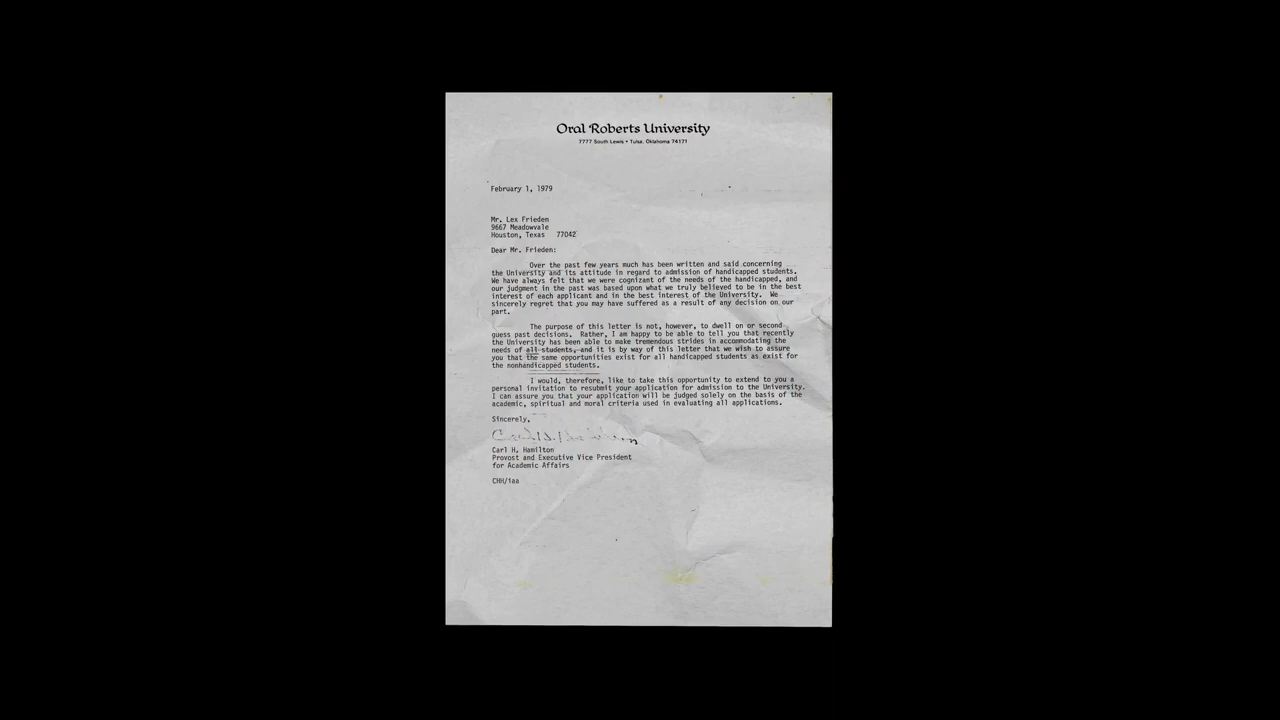 Oral Roberts University
7777 South Lewis • Tulsa, Oklahoma 74171
February 1, 1979
Mr. Lex Frieden
9667 Meadowvale
Houston, Texas 77042
Dear Mr. Frieden:
Over the past few years much has been written and said concerning
the University and its attitude in regard to admission of handicapped students.
We have always felt that we were cognizant of the needs of the handicapped, and
our judgment in the past was based upon what we truly believed to be in the best
interest of each applicant and in the best interest of the University. We
sincerely regret that you may have suffered as a result of any decision on our
part.
The purpose of this letter is not, however, to dwell on or second
guess past decisions. Rather, I am happy to be able to tell you that recently
the University has been able to make tremendous strides in accommodating the
needs of all students, and it is by way of this letter that we wish to assure
you that the same opportunities exist for all handicapped students as exist for
the nonhandicapped students.
I would, therefore, like to take this opportunity to extend to you a
personal invitation to resubmit your application for admission to the University.
I can assure you that your application will be judged solely on the basis of the
academic, spiritual and moral criteria used in evaluating all applications.
Sincerely,
Carl H. Hamilton
Provost and Executive Vice President
for Academic Affairs
CHH/iaa